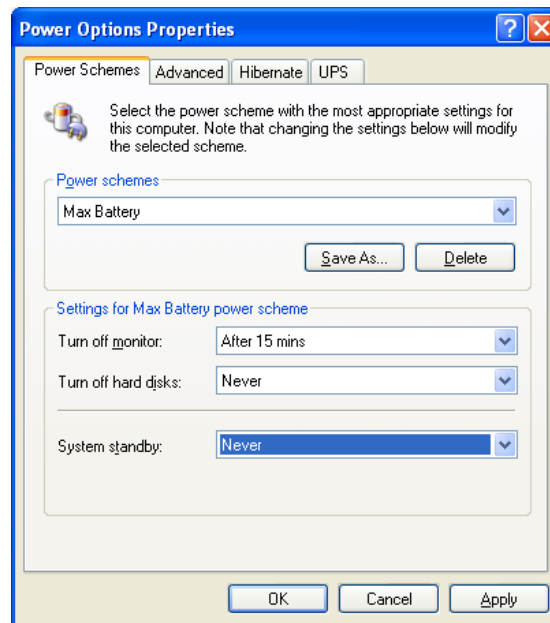 Power Options Properties
Power Schemes Advanced Hibernate UPS
Select the power scheme with the most appropriate settings for
this computer. Note that changing the settings below will modify
the selected scheme.
Power schemes
Max Battery
Save As... Delete
Settings for Max Battery power scheme
Turn off monitor: After 15 mins
Turn off hard disks: Never
System standby: Never
OK Cancel Apply